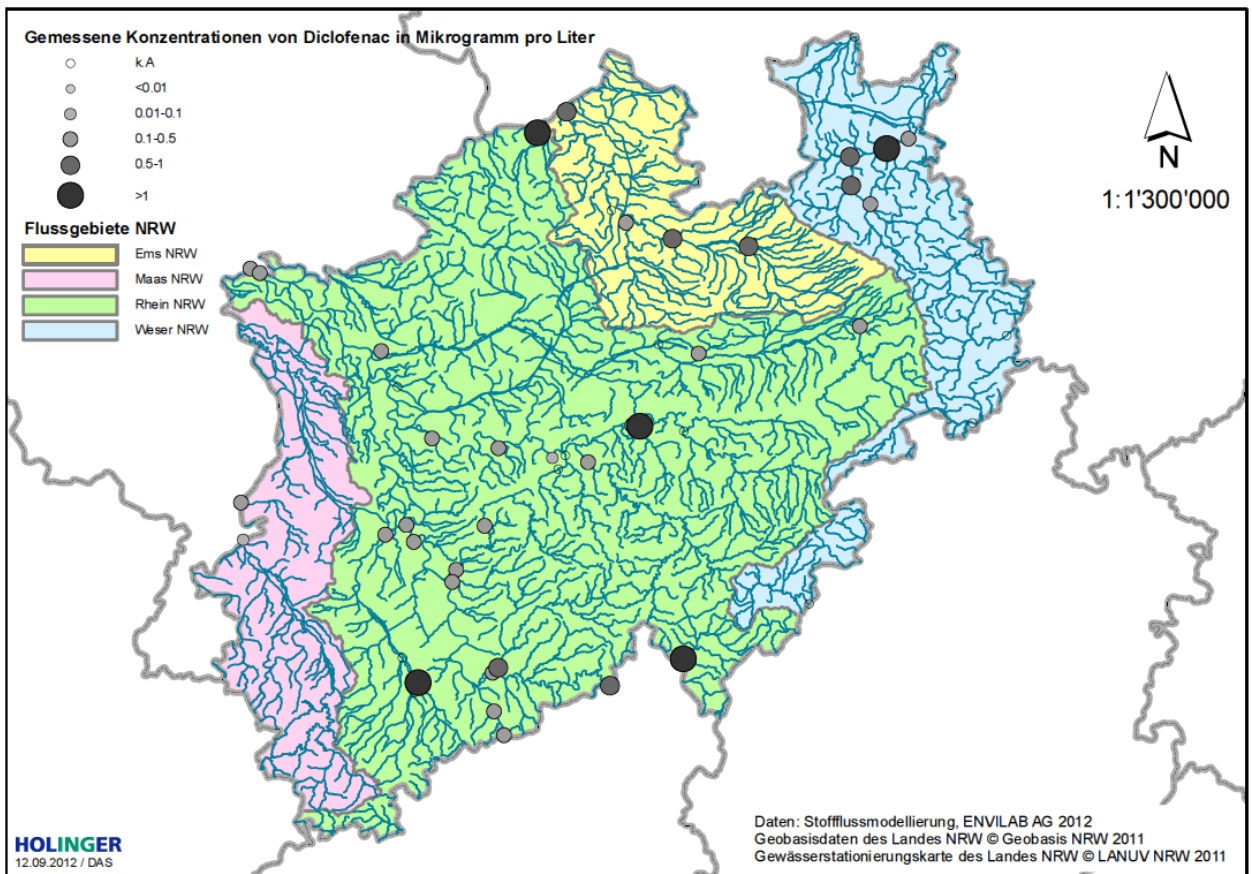 Gemessene Konzentrationen von Diclofenac in Mikrogramm pro Liter
k.A
<0.01
0.01-0.1
0.1-0.5
0.5-1
>1
Flussgebiete NRW
Ems NRW
Maas NRW
Rhein NRW
Weser NRW
N
1:1'300'000
HOLINGER
12.09.2012 / DAS
Daten: Stoffflussmodellierung, ENVILAB AG 2012
Geobasisdaten des Landes NRW © Geobasis NRW 2011
Gewässerstationierungskarte des Landes NRW © LANUV NRW 2011